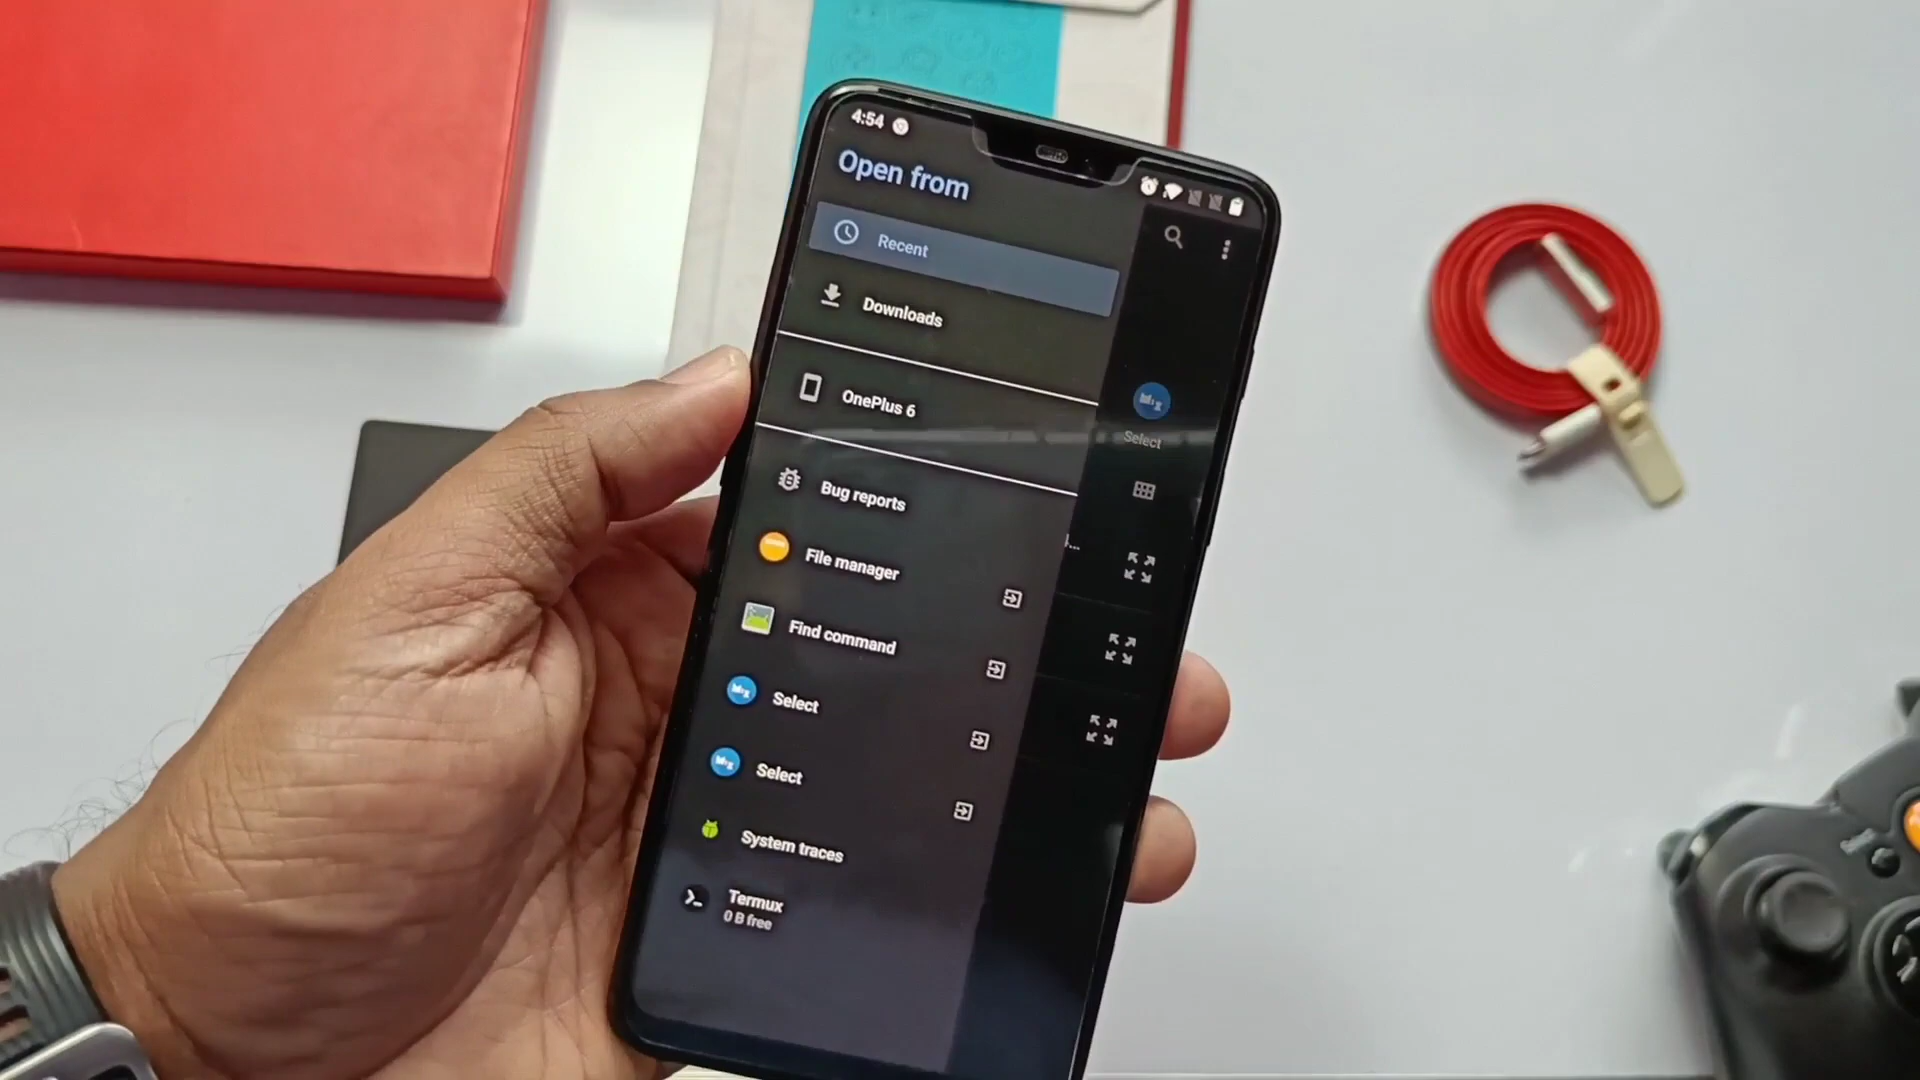 4:54
Open from
Recent
Downloads
OnePlus 6
Select
Bug reports
File manager
Find command
Select
Select
System traces
Termux
0 B free